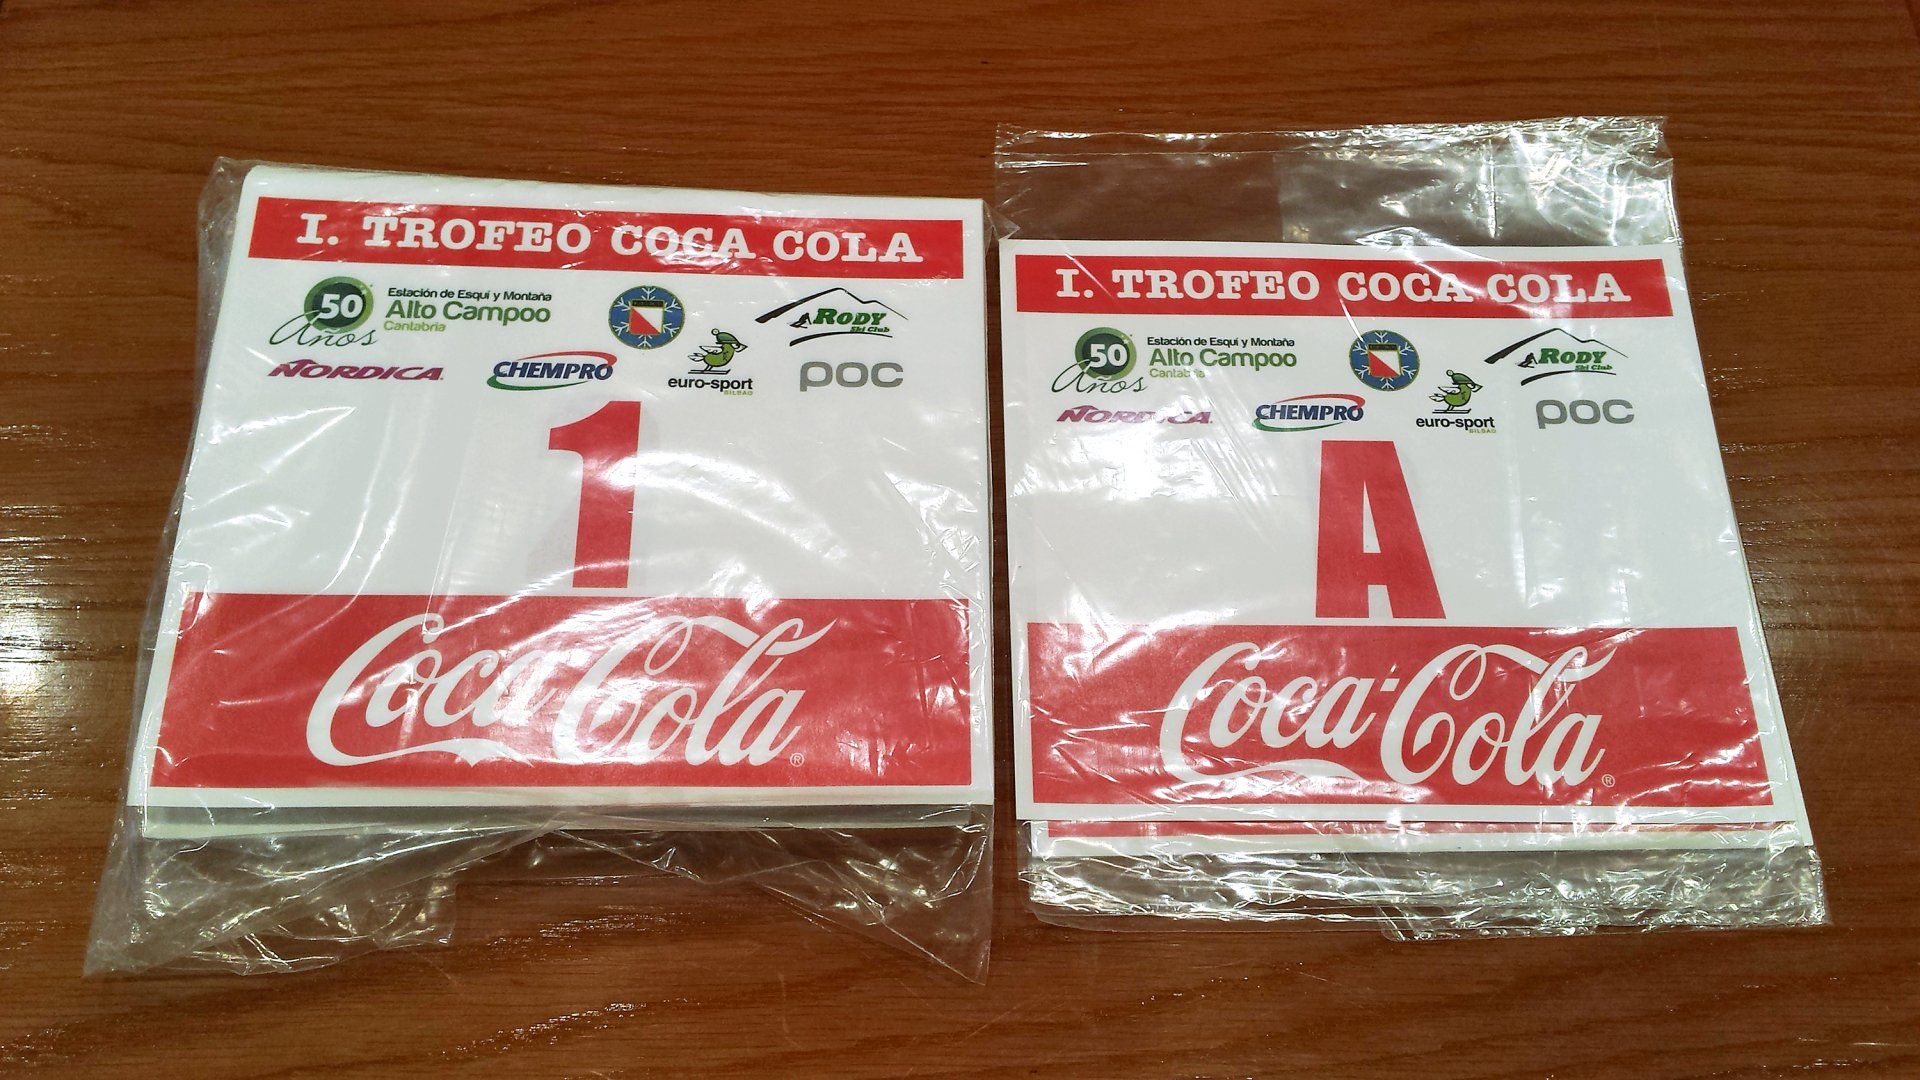 I. TROFEO COCA COLA
50
Años
Estación de Esquí y Montaña
Alto Campoo
Cantabria
RODY
Ski Club
NORDICA
CHEMPRO
euro-sport
BILBAO
POC
1
Coca-Cola ®
I. TROFEO COCA COLA
50
Años
Estación de Esquí y Montaña
Alto Campoo
Cantabria
RODY
Ski Club
NORDICA
CHEMPRO
euro-sport
BILBAO
POC
A
Coca-Cola ®